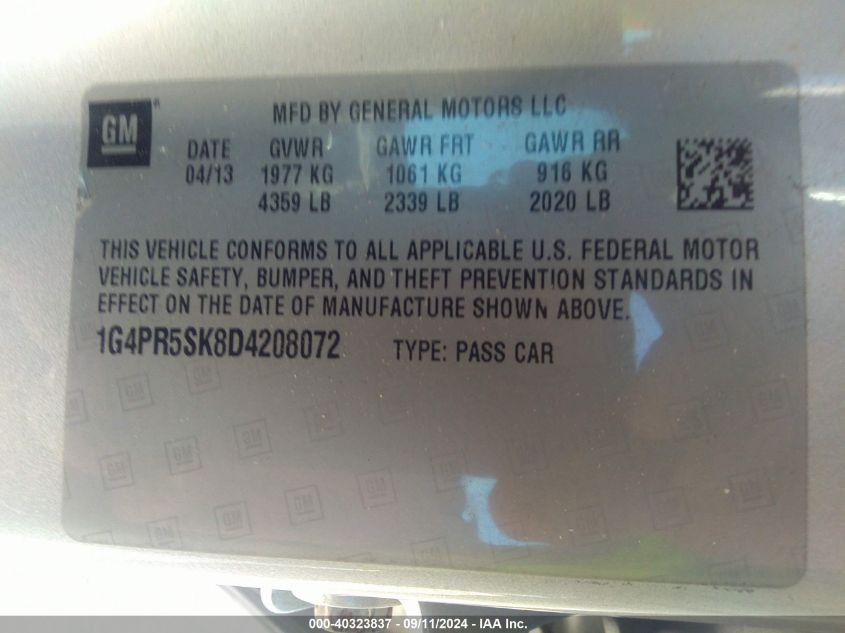 GM
MFD BY GENERAL MOTORS LLC
DATE GVWR GAWR FRT GAWR RR
04/13 1977 KG 1061 KG 916 KG
4359 LB 2339 LB 2020 LB
THIS VEHICLE CONFORMS TO ALL APPLICABLE U.S. FEDERAL MOTOR
VEHICLE SAFETY, BUMPER, AND THEFT PREVENTION STANDARDS IN
EFFECT ON THE DATE OF MANUFACTURE SHOWN ABOVE.
1G4PR5SK8D4208072 TYPE: PASS CAR
000-40323837 - 09/11/2024 - IAA Inc.